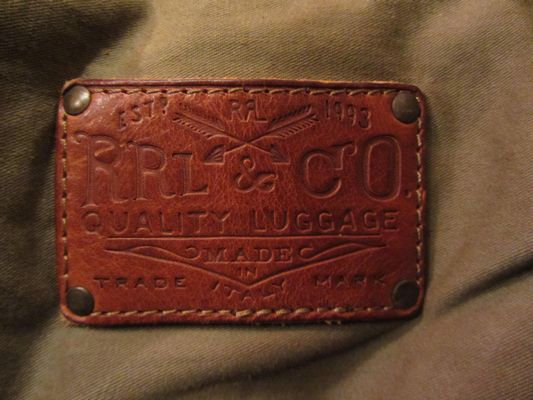 ESTD RRL 1993
RRL & CO.
QUALITY LUGGAGE
MADE
IN
TRADE ITALY MARK